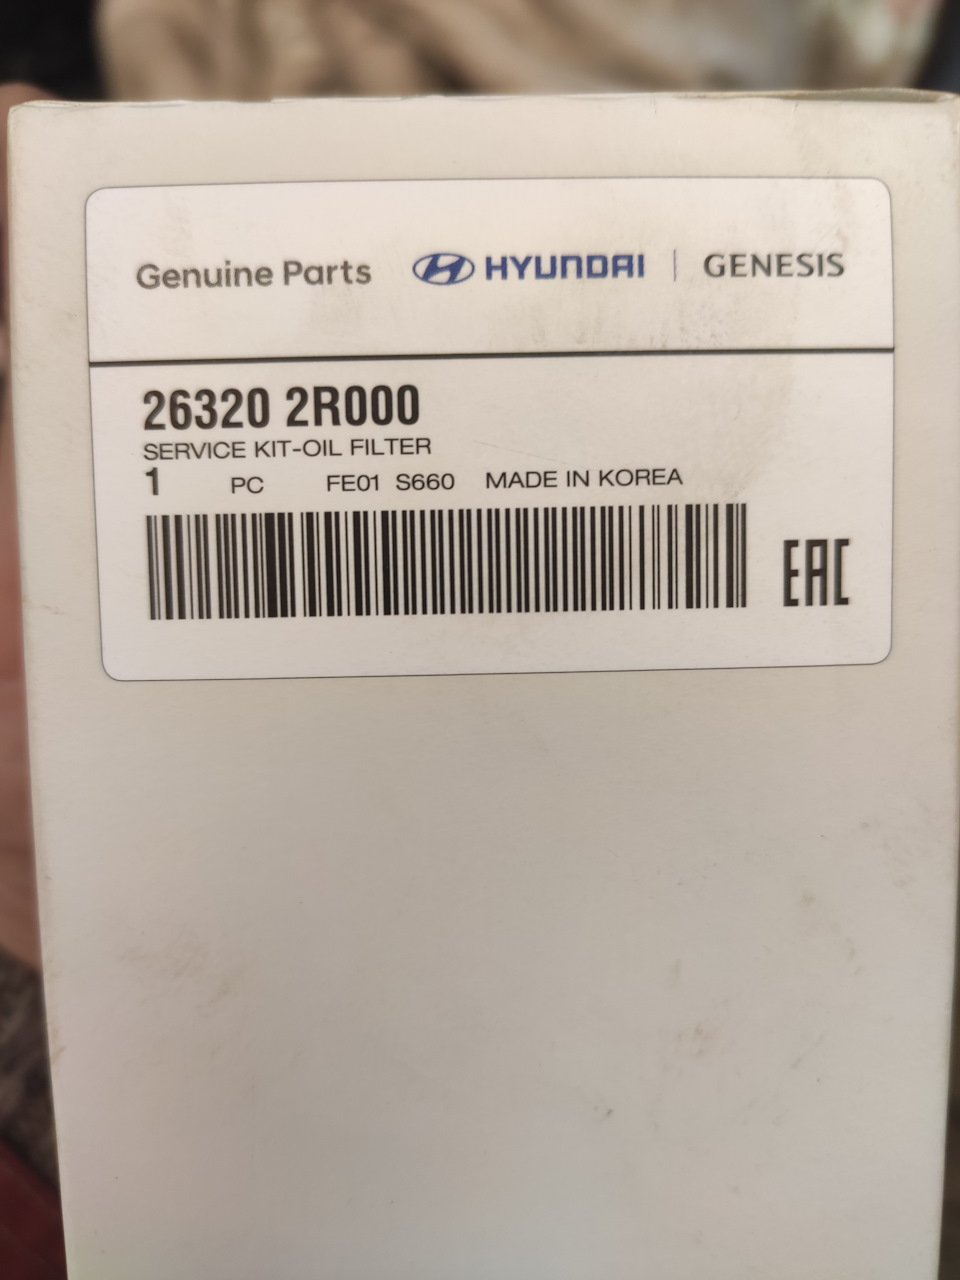 Genuine Parts HYUNDAI | GENESIS
26320 2R000
SERVICE KIT-OIL FILTER
1 PC FE01 S660 MADE IN KOREA
EAC